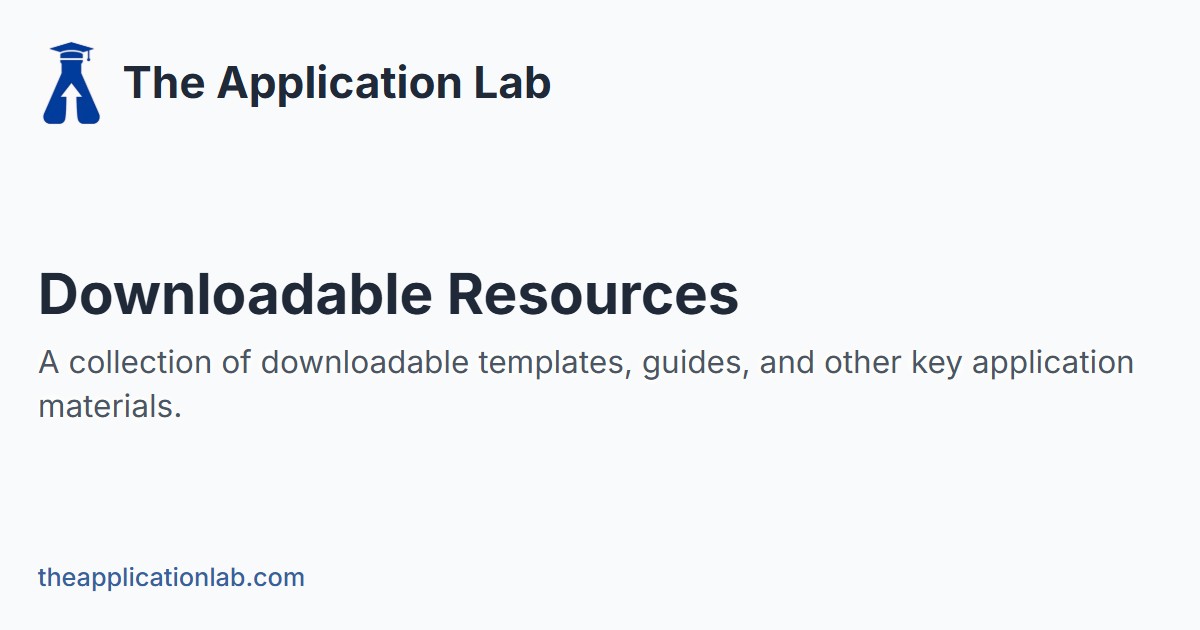 The Application Lab
Downloadable Resources
A collection of downloadable templates, guides, and other key application
materials.
theapplicationlab.com